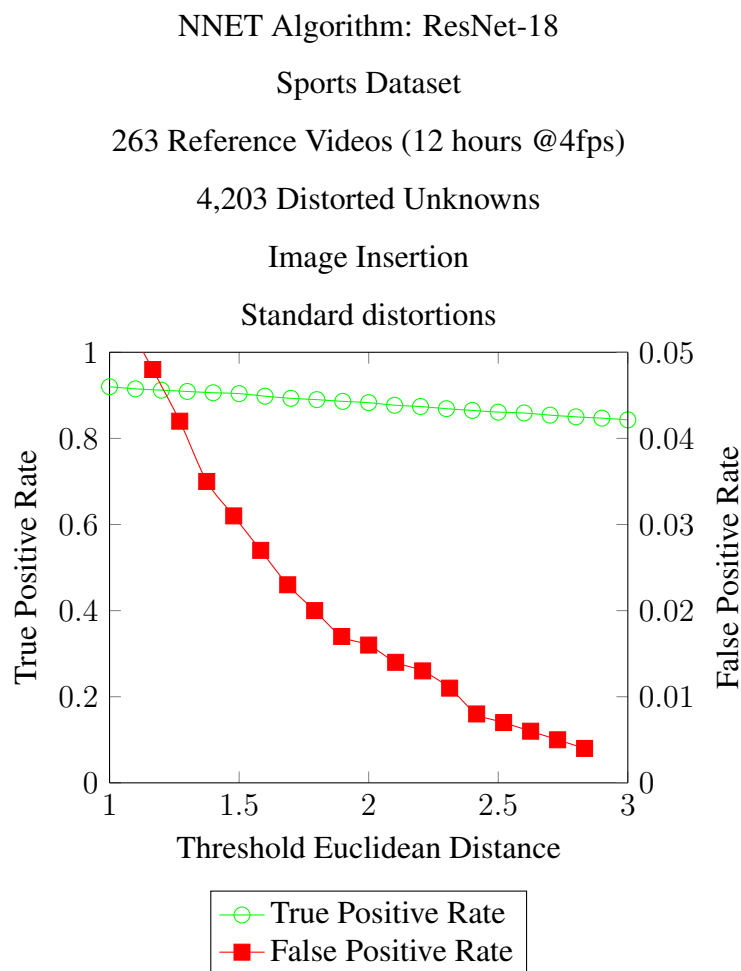 NNET Algorithm: ResNet-18
Sports Dataset
263 Reference Videos (12 hours @4fps)
4,203 Distorted Unknowns
Image Insertion
Standard distortions
1
0.8
0.6
0.4
0.2
0
True Positive Rate
0.05
0.04
0.03
0.02
0.01
0
False Positive Rate
1 1.5 2 2.5 3
Threshold Euclidean Distance
True Positive Rate
False Positive Rate